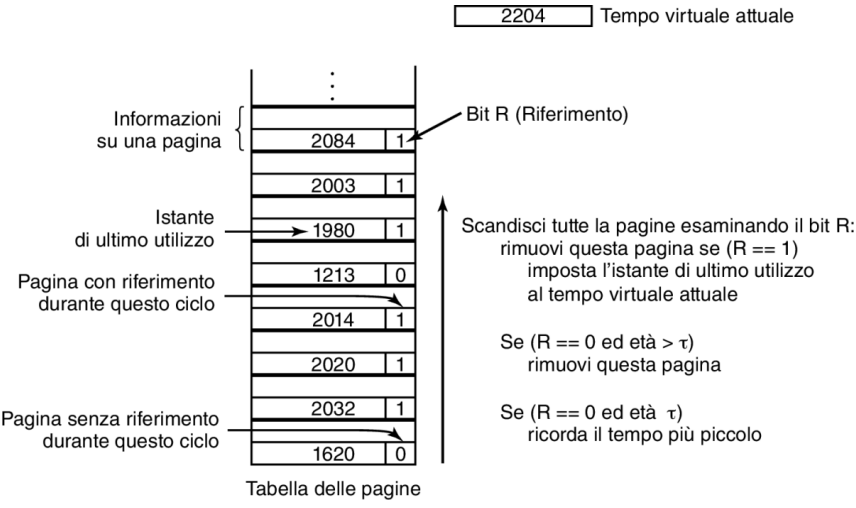 2204 Tempo virtuale attuale
Informazioni
su una pagina
Bit R (Riferimento)
2084 1
2003 1
Istante
di ultimo utilizzo
1980 1
Scandisci tutte la pagine esaminando il bit R:
rimuovi questa pagina se (R == 1)
imposta l'istante di ultimo utilizzo
al tempo virtuale attuale
1213 0
Pagina con riferimento
durante questo ciclo
2014 1
Se (R == 0 ed età > τ)
rimuovi questa pagina
2020 1
2032 1
Se (R == 0 ed età τ)
ricorda il tempo più piccolo
Pagina senza riferimento
durante questo ciclo
1620 0
Tabella delle pagine